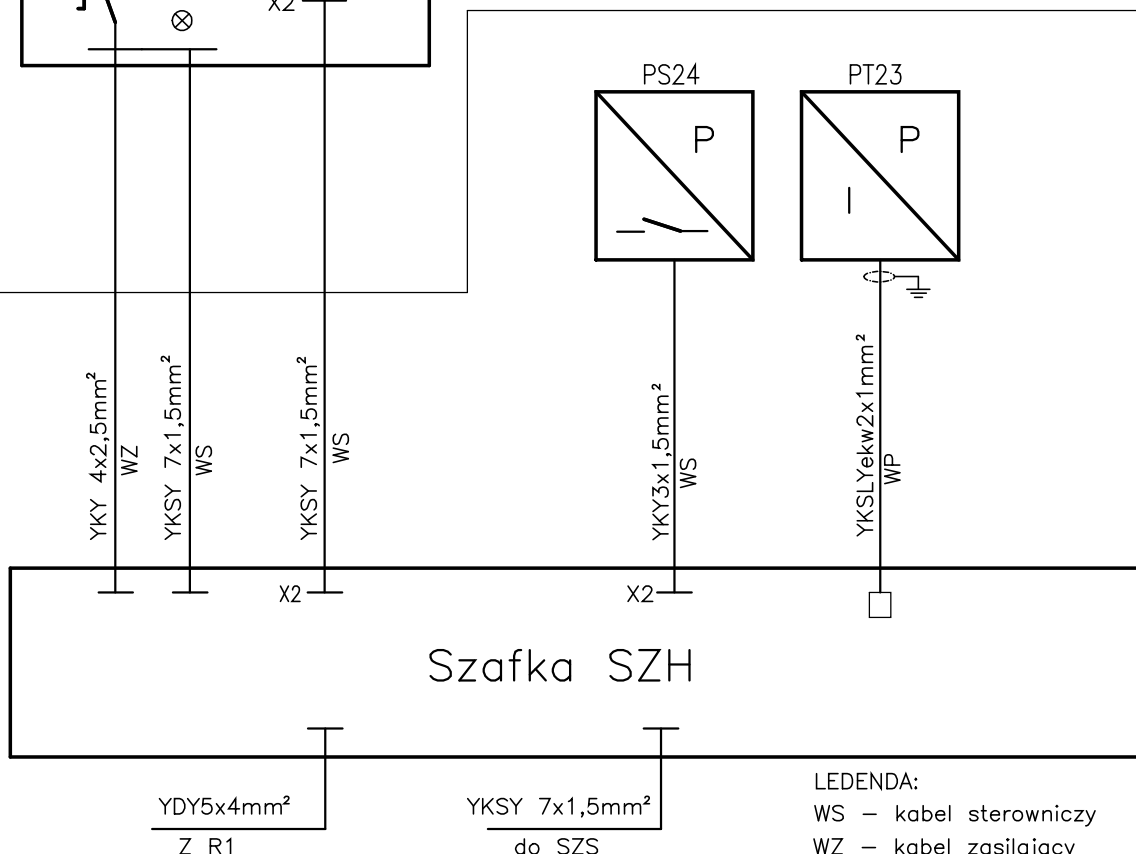 X2
PS24
PT23
P
P
I
YKY 4x2,5mm²
WZ
YKSY 7x1,5mm²
WS
YKSY 7x1,5mm²
WS
YKY3x1,5mm²
WS
YKSLYekw2x1mm²
WP
X2
X2
Szafka SZH
YDY5x4mm²
Z R1
YKSY 7x1,5mm²
do SZS
LEDENDA:
WS – kabel sterowniczy
WZ – kabel zasilający